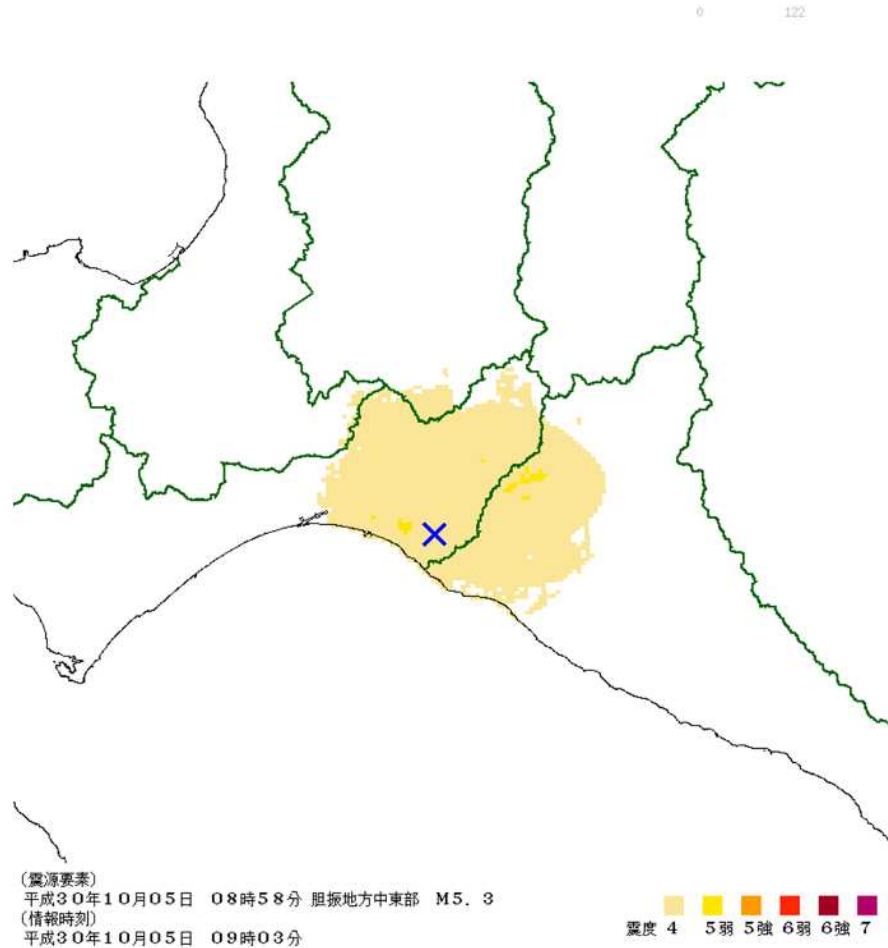 0 122
(震源要素)
平成30年10月05日 08時58分 胆振地方中東部 M5.3
(情報時刻)
平成30年10月05日 09時03分
震度 4 5弱 5強 6弱 6強 7